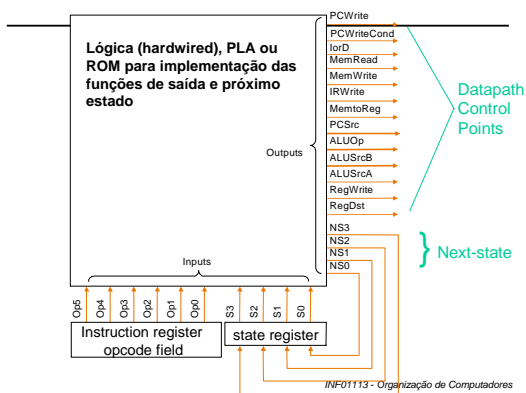 Lógica (hardwired), PLA ou
ROM para implementação das
funções de saída e próximo
estado
Outputs
PCWrite
PCWriteCond
IorD
MemRead
MemWrite
IRWrite
MemtoReg
PCSrc
ALUOp
ALUSrcB
ALUSrcA
RegWrite
RegDst
NS3
NS2
NS1
NS0
Datapath
Control
Points
Next-state
Inputs
Op5
Op4
Op3
Op2
Op1
Op0
S3
S2
S1
S0
Instruction register
opcode field
state register
INF01113 - Organização de Computadores